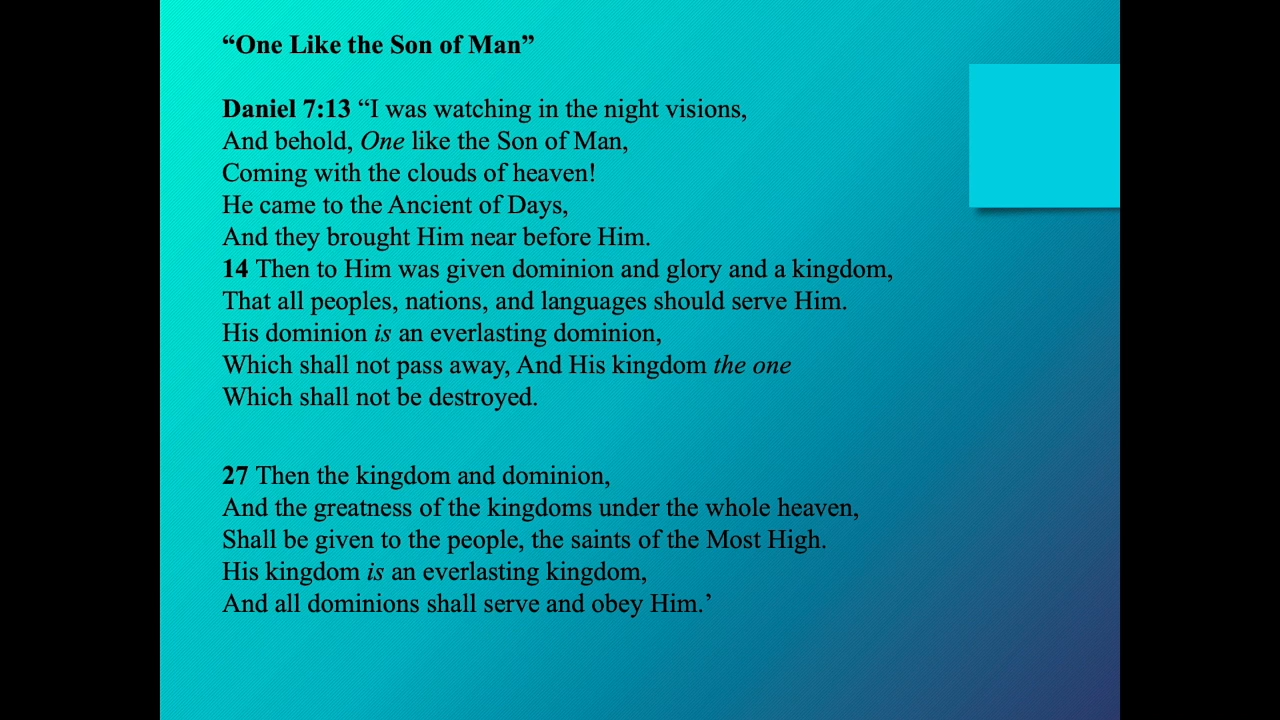 “One Like the Son of Man”
Daniel 7:13 “I was watching in the night visions,
And behold, One like the Son of Man,
Coming with the clouds of heaven!
He came to the Ancient of Days,
And they brought Him near before Him.
14 Then to Him was given dominion and glory and a kingdom,
That all peoples, nations, and languages should serve Him.
His dominion is an everlasting dominion,
Which shall not pass away, And His kingdom the one
Which shall not be destroyed.
27 Then the kingdom and dominion,
And the greatness of the kingdoms under the whole heaven,
Shall be given to the people, the saints of the Most High.
His kingdom is an everlasting kingdom,
And all dominions shall serve and obey Him.’